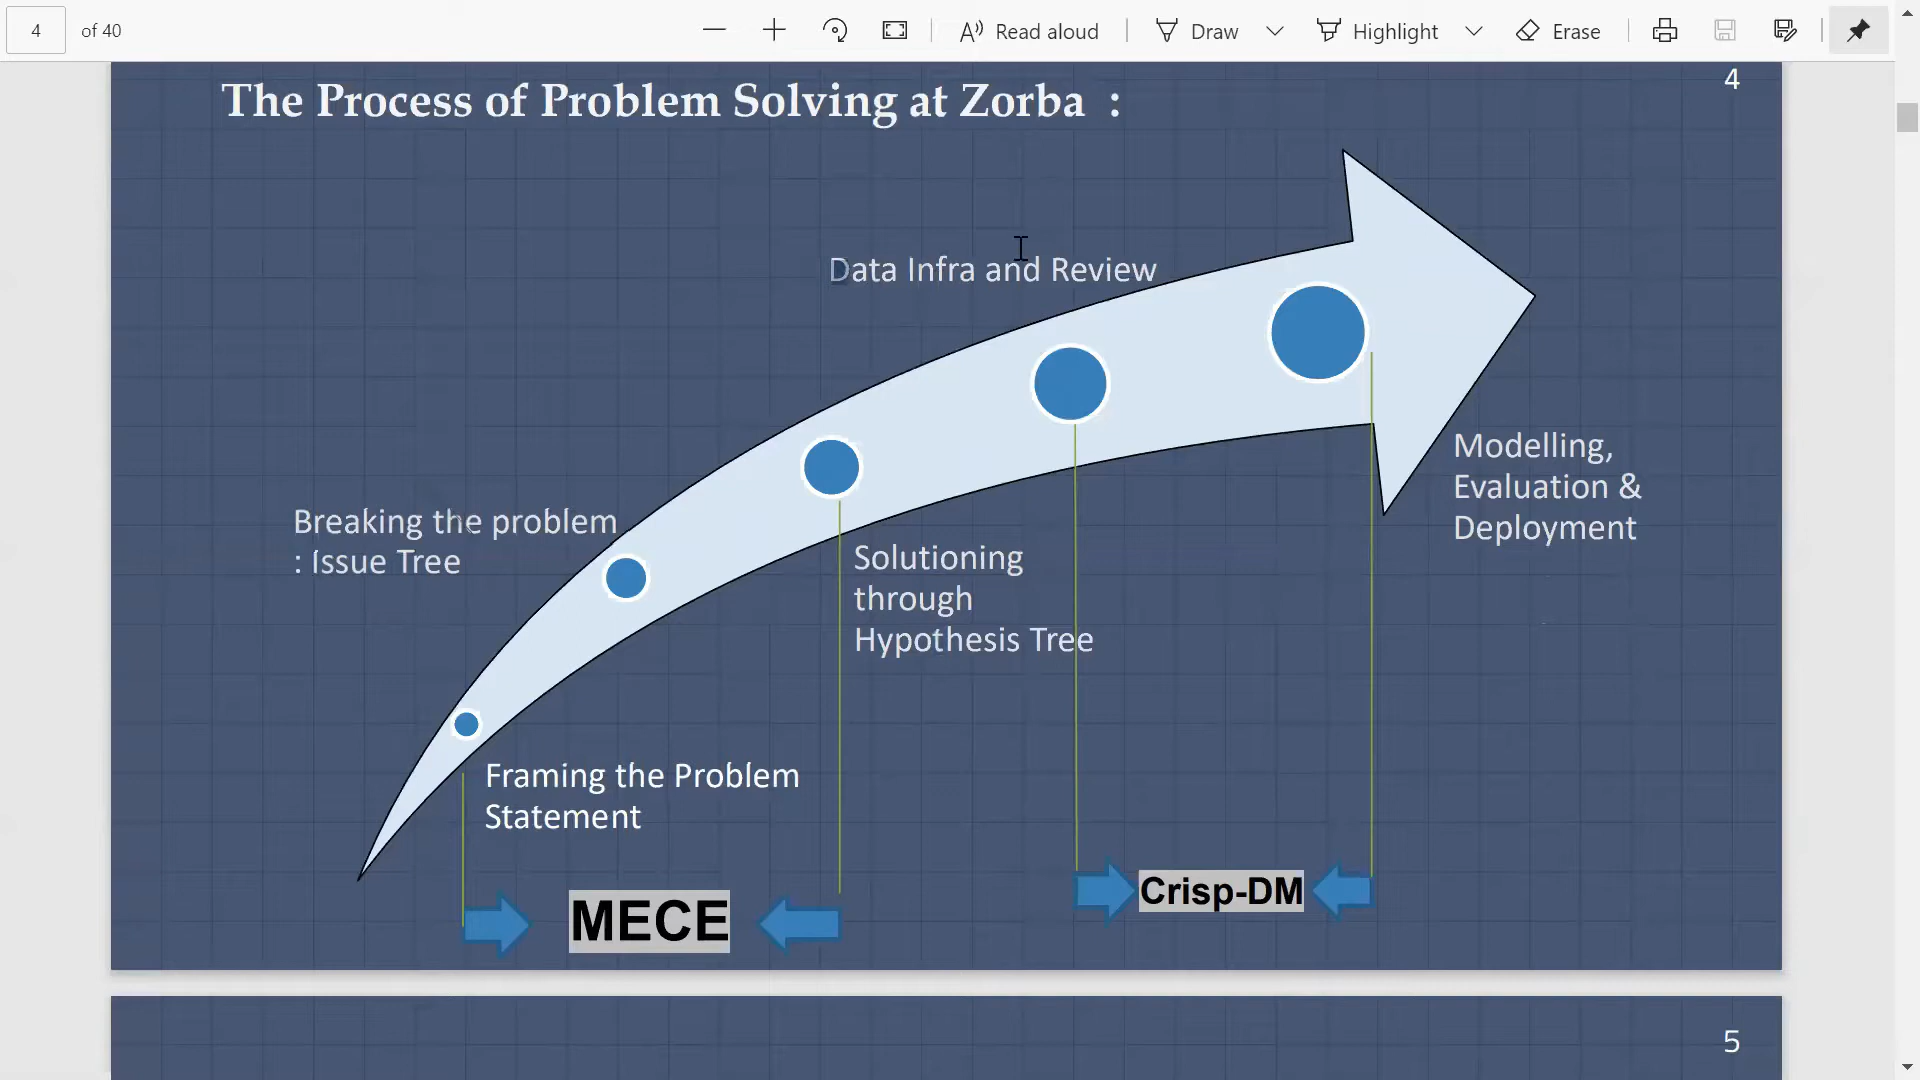 4 of 40
Read aloud Draw Highlight Erase
The Process of Problem Solving at Zorba :
4
Data Infra and Review
Modelling,
Evaluation &
Deployment
Breaking the problem
: Issue Tree
Solutioning
through
Hypothesis Tree
Framing the Problem
Statement
MECE
Crisp-DM
5